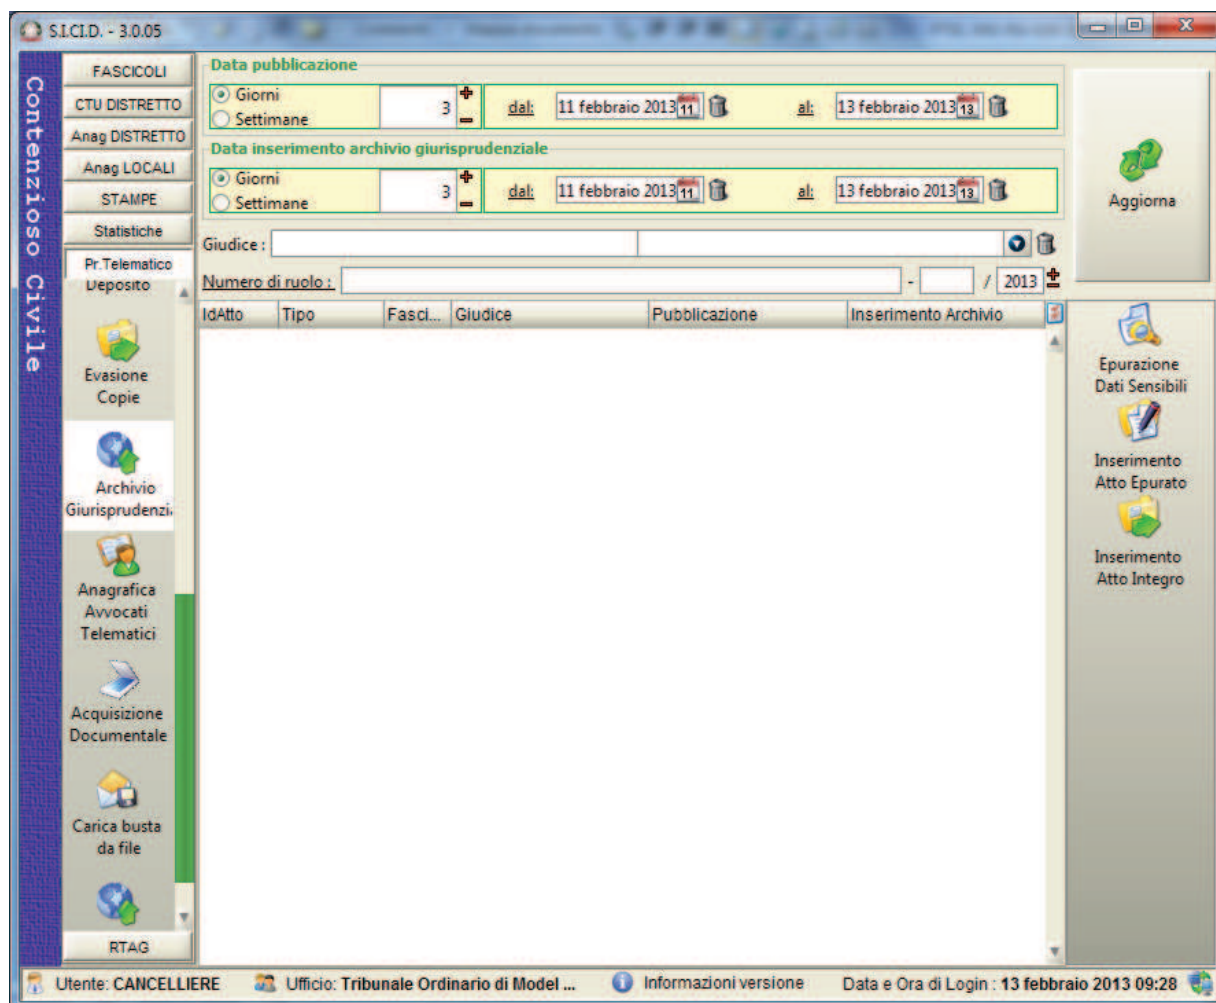 S.I.CI.D. - 3.0.05
Contenzioso Civile
FASCICOLI
CTU DISTRETTO
Anag DISTRETTO
Anag LOCALI
STAMPE
Statistiche
Pr.Telematico
Deposito
Evasione
Copie
Archivio
Giurisprudenzi
Anagrafica
Avvocati
Telematici
Acquisizione
Documentale
Carica busta
da file
RTAG
Data pubblicazione
Giorni
Settimane
3
dal: 11 febbraio 2013 11
al: 13 febbraio 2013 13
Data inserimento archivio giurisprudenziale
Giorni
Settimane
3
dal: 11 febbraio 2013 11
al: 13 febbraio 2013 13
Giudice :
Numero di ruolo : - / 2013
IdAtto Tipo Fasci... Giudice Pubblicazione Inserimento Archivio
Aggiorna
Epurazione
Dati Sensibili
Inserimento
Atto Epurato
Inserimento
Atto Integro
Utente: CANCELLIERE Ufficio: Tribunale Ordinario di Model ... Informazioni versione Data e Ora di Login : 13 febbraio 2013 09:28